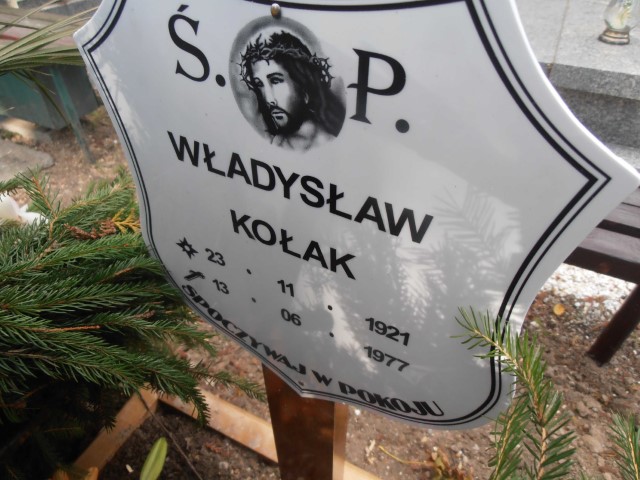 Ś. P.
WŁADYSŁAW
KOŁAK
23 . 11 . 1921
13 . 06 . 1977
SPOCZYWAJ W POKOJU